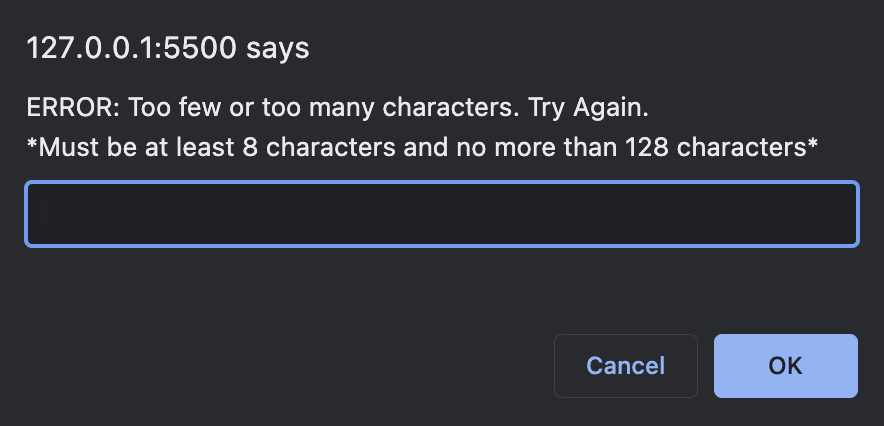 127.0.0.1:5500 says
ERROR: Too few or too many characters. Try Again.
*Must be at least 8 characters and no more than 128 characters*
Cancel
OK